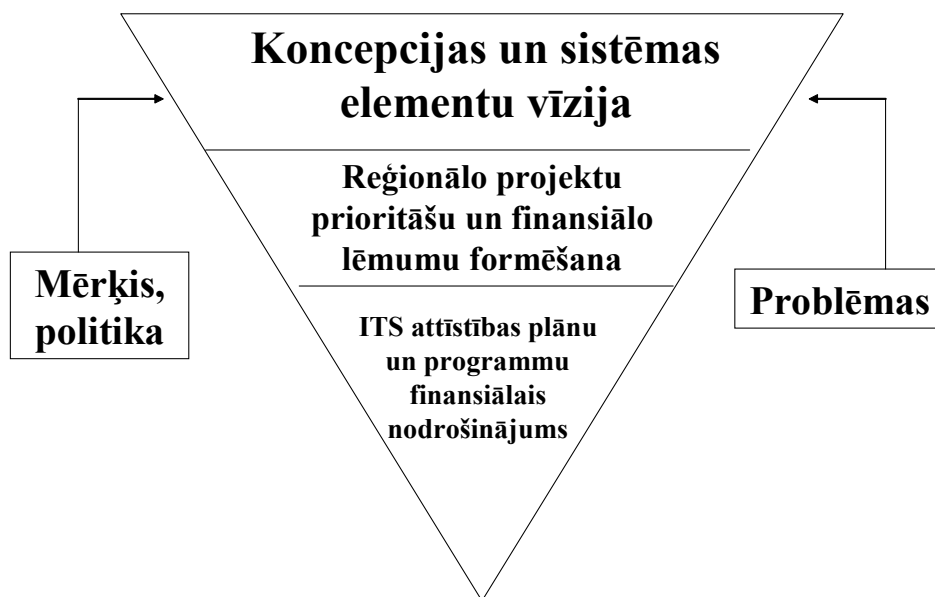 Koncepcijas un sistēmas
elementu vīzija
Reģionālo projektu
prioritāšu un finansiālo
lēmumu formēšana
Mērķis,
politika
Problēmas
ITS attīstības plānu
un programmu
finansiālais
nodrošinājums